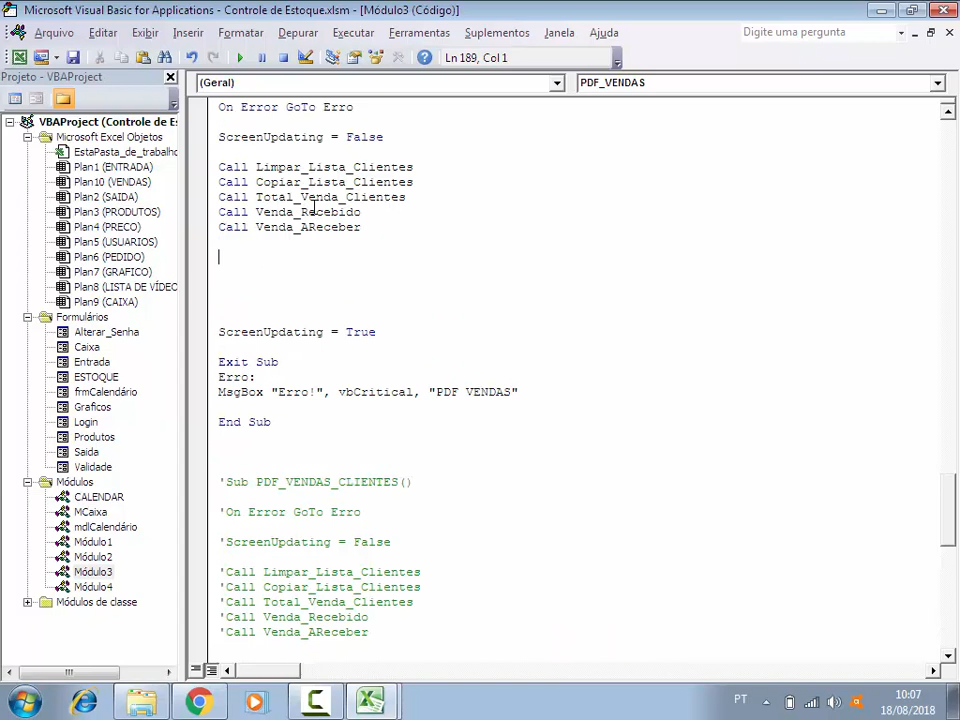 Microsoft Visual Basic for Applications - Controle de Estoque.xlsm - [Módulo3 (Código)]
Arquivo Editar Exibir Inserir Formatar Depurar Executar Ferramentas Suplementos Janela Ajuda
Digite uma pergunta
Ln 189, Col 1
Projeto - VBAProject
(Geral)
PDF_VENDAS
VBAProject (Controle de Es
Microsoft Excel Objetos
EstaPasta_de_trabalho
Plan1 (ENTRADA)
Plan10 (VENDAS)
Plan2 (SAIDA)
Plan3 (PRODUTOS)
Plan4 (PRECO)
Plan5 (USUARIOS)
Plan6 (PEDIDO)
Plan7 (GRAFICO)
Plan8 (LISTA DE VÍDEO
Plan9 (CAIXA)
Formulários
Alterar_Senha
Caixa
Entrada
ESTOQUE
frmCalendário
Graficos
Login
Produtos
Saida
Validade
Módulos
CALENDAR
MCaixa
mdlCalendário
Módulo1
Módulo2
Módulo3
Módulo4
Módulos de classe
On Error GoTo Erro
ScreenUpdating = False
Call Limpar_Lista_Clientes
Call Copiar_Lista_Clientes
Call Total_Venda_Clientes
Call Venda_Recebido
Call Venda_AReceber
ScreenUpdating = True
Exit Sub
Erro:
MsgBox "Erro!", vbCritical, "PDF VENDAS"
End Sub
'Sub PDF_VENDAS_CLIENTES()
'On Error GoTo Erro
'ScreenUpdating = False
'Call Limpar_Lista_Clientes
'Call Copiar_Lista_Clientes
'Call Total_Venda_Clientes
'Call Venda_Recebido
'Call Venda_AReceber
PT
10:07
18/08/2018